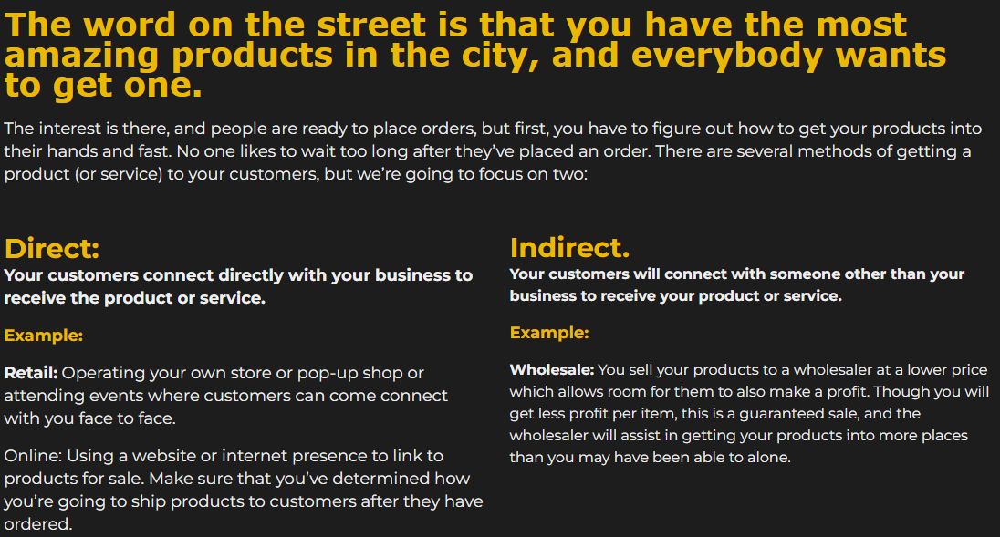 The word on the street is that you have the most
amazing products in the city, and everybody wants
to get one.
The interest is there, and people are ready to place orders, but first, you have to figure out how to get your products into
their hands and fast. No one likes to wait too long after they’ve placed an order. There are several methods of getting a
product (or service) to your customers, but we’re going to focus on two:
Direct:
Your customers connect directly with your business to
receive the product or service.
Example:
Retail: Operating your own store or pop-up shop or
attending events where customers can come connect
with you face to face.
Online: Using a website or internet presence to link to
products for sale. Make sure that you’ve determined how
you’re going to ship products to customers after they have
ordered.
Indirect.
Your customers will connect with someone other than your
business to receive your product or service.
Example:
Wholesale: You sell your products to a wholesaler at a lower price
which allows room for them to also make a profit. Though you will
get less profit per item, this is a guaranteed sale, and the
wholesaler will assist in getting your products into more places
than you may have been able to alone.